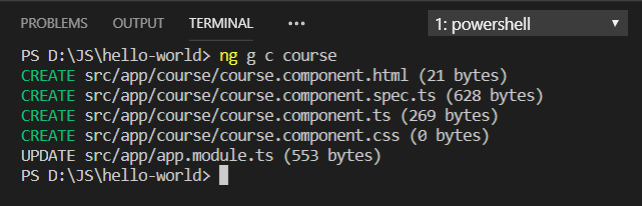 PROBLEMS OUTPUT TERMINAL ... 1: powershell
PS D:\JS\hello-world> ng g c course
CREATE src/app/course/course.component.html (21 bytes)
CREATE src/app/course/course.component.spec.ts (628 bytes)
CREATE src/app/course/course.component.ts (269 bytes)
CREATE src/app/course/course.component.css (0 bytes)
UPDATE src/app/app.module.ts (553 bytes)
PS D:\JS\hello-world>